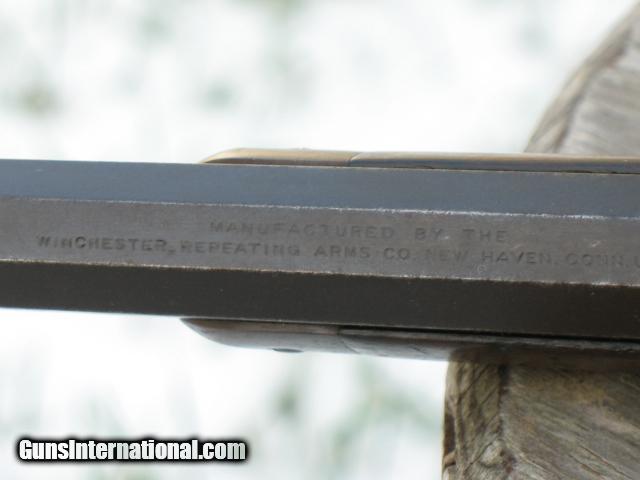 MANUFACTURED BY THE
WINCHESTER REPEATING ARMS CO. NEW HAVEN. CONN. U
GunsInternational.com